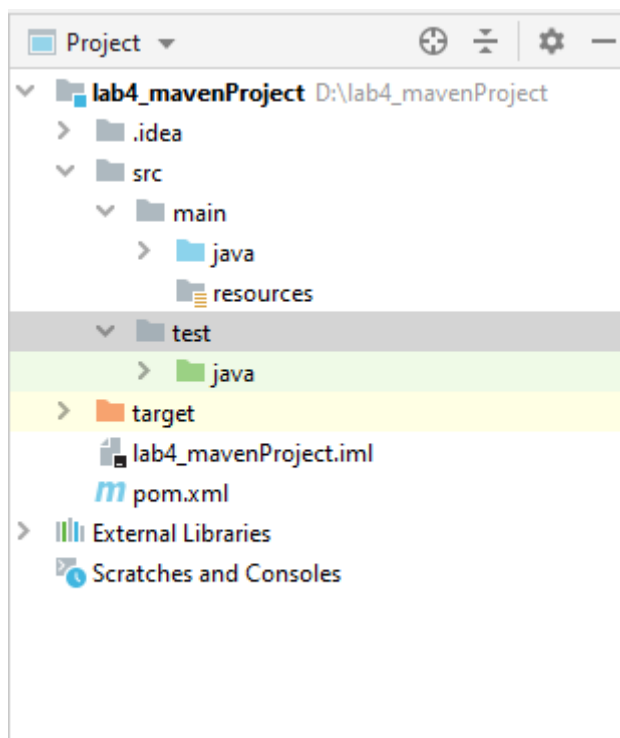 Project
lab4_mavenProject D:\lab4_mavenProject
.idea
src
main
java
resources
test
java
target
lab4_mavenProject.iml
m pom.xml
External Libraries
Scratches and Consoles